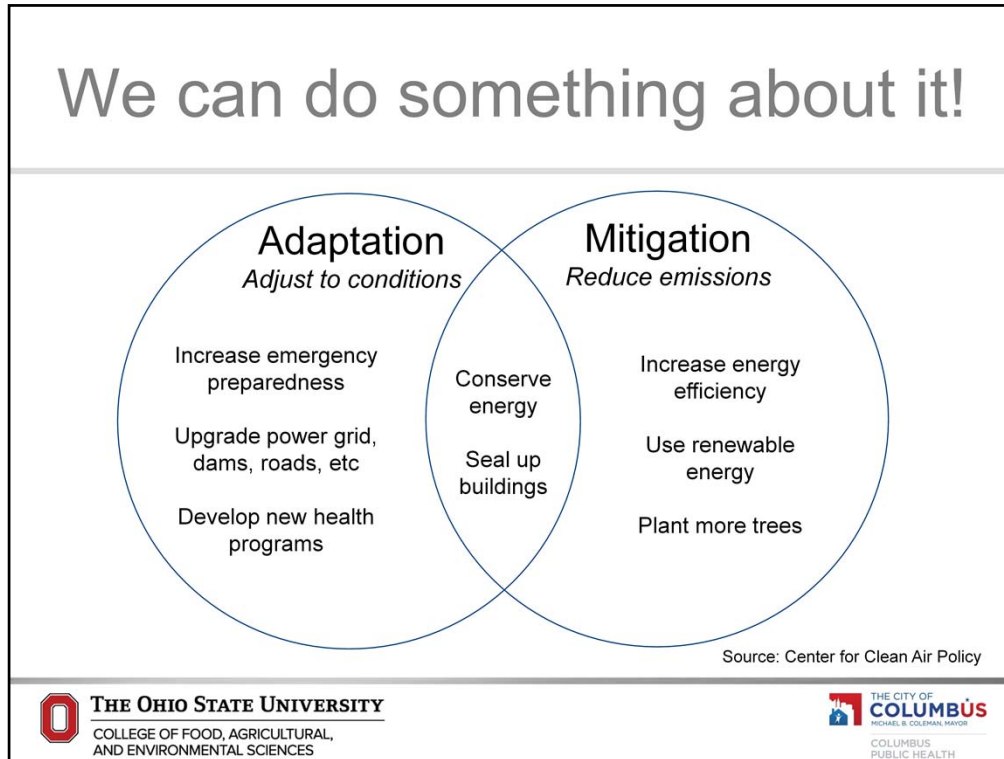 We can do something about it!
Adaptation
Adjust to conditions
Increase emergency
preparedness
Upgrade power grid,
dams, roads, etc
Develop new health
programs
Conserve
energy
Seal up
buildings
Mitigation
Reduce emissions
Increase energy
efficiency
Use renewable
energy
Plant more trees
Source: Center for Clean Air Policy
THE OHIO STATE UNIVERSITY
COLLEGE OF FOOD, AGRICULTURAL,
AND ENVIRONMENTAL SCIENCES
THE CITY OF
COLUMBUS
MICHAEL B. COLEMAN, MAYOR
COLUMBUS
PUBLIC HEALTH